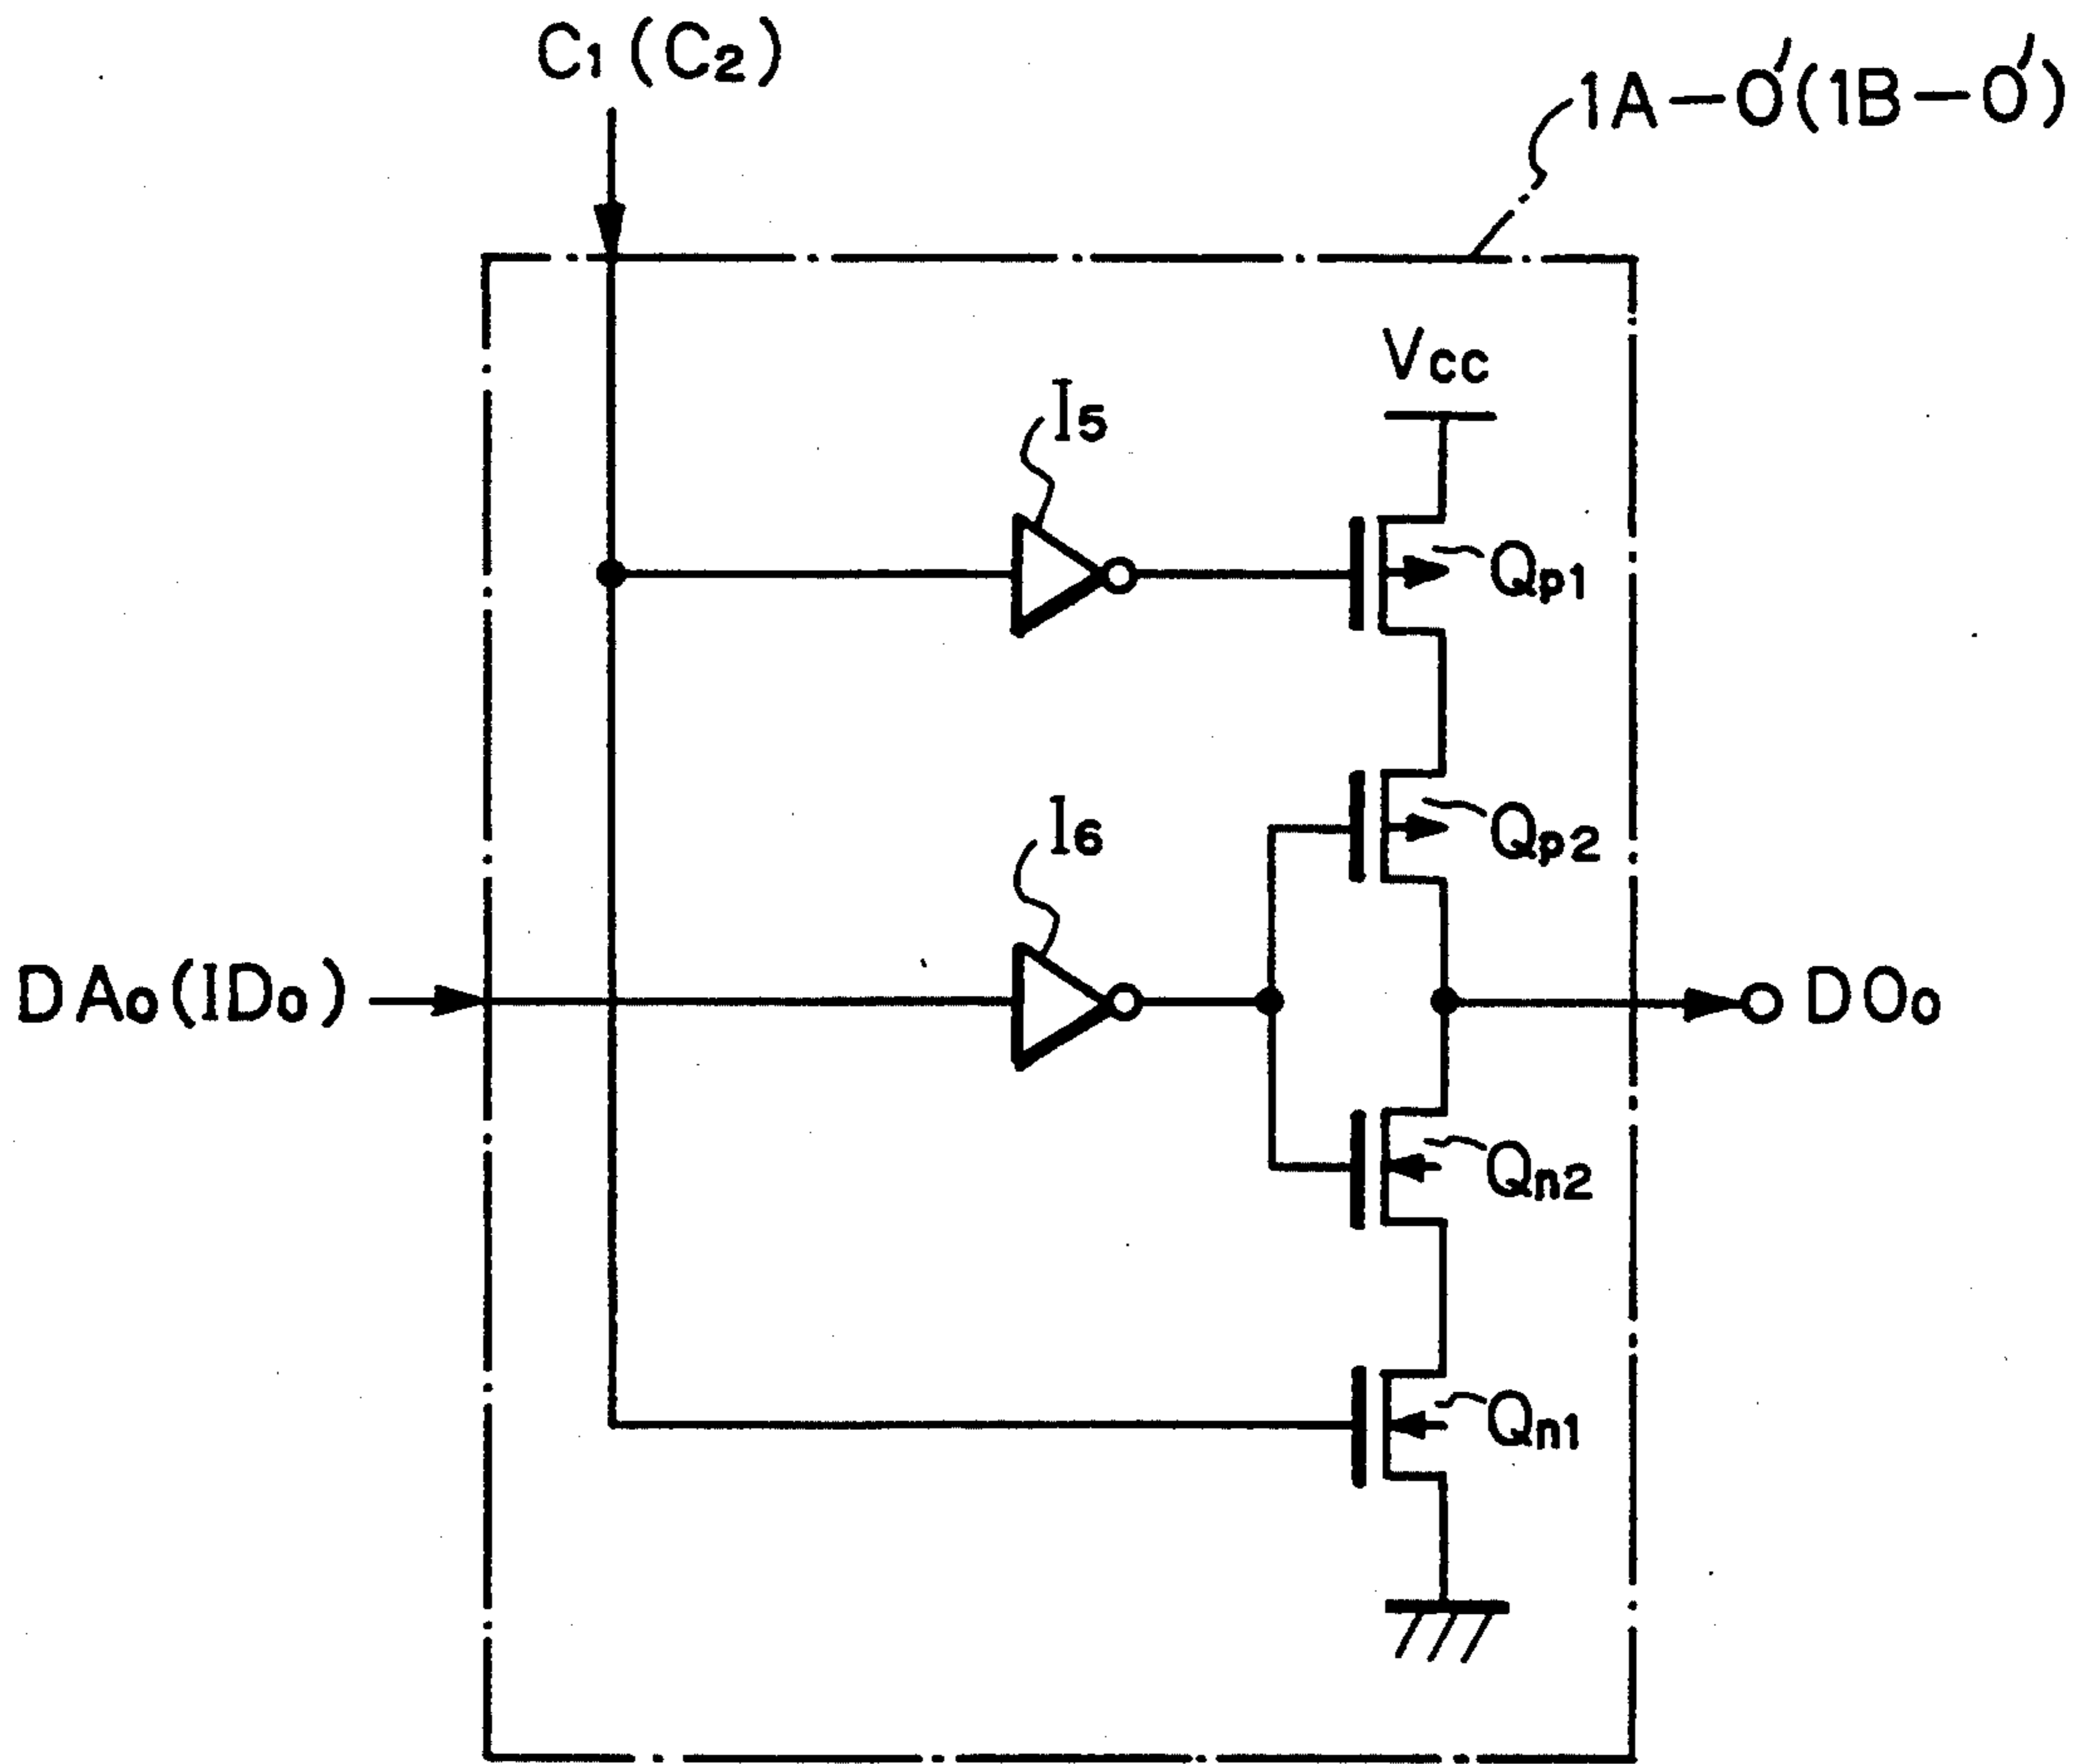 C1 (C2)
1A-0'(1B-0')
Vcc
I5
Qp1
I6
Qp2
DA0(ID0)
DO0
Qn2
Qn1